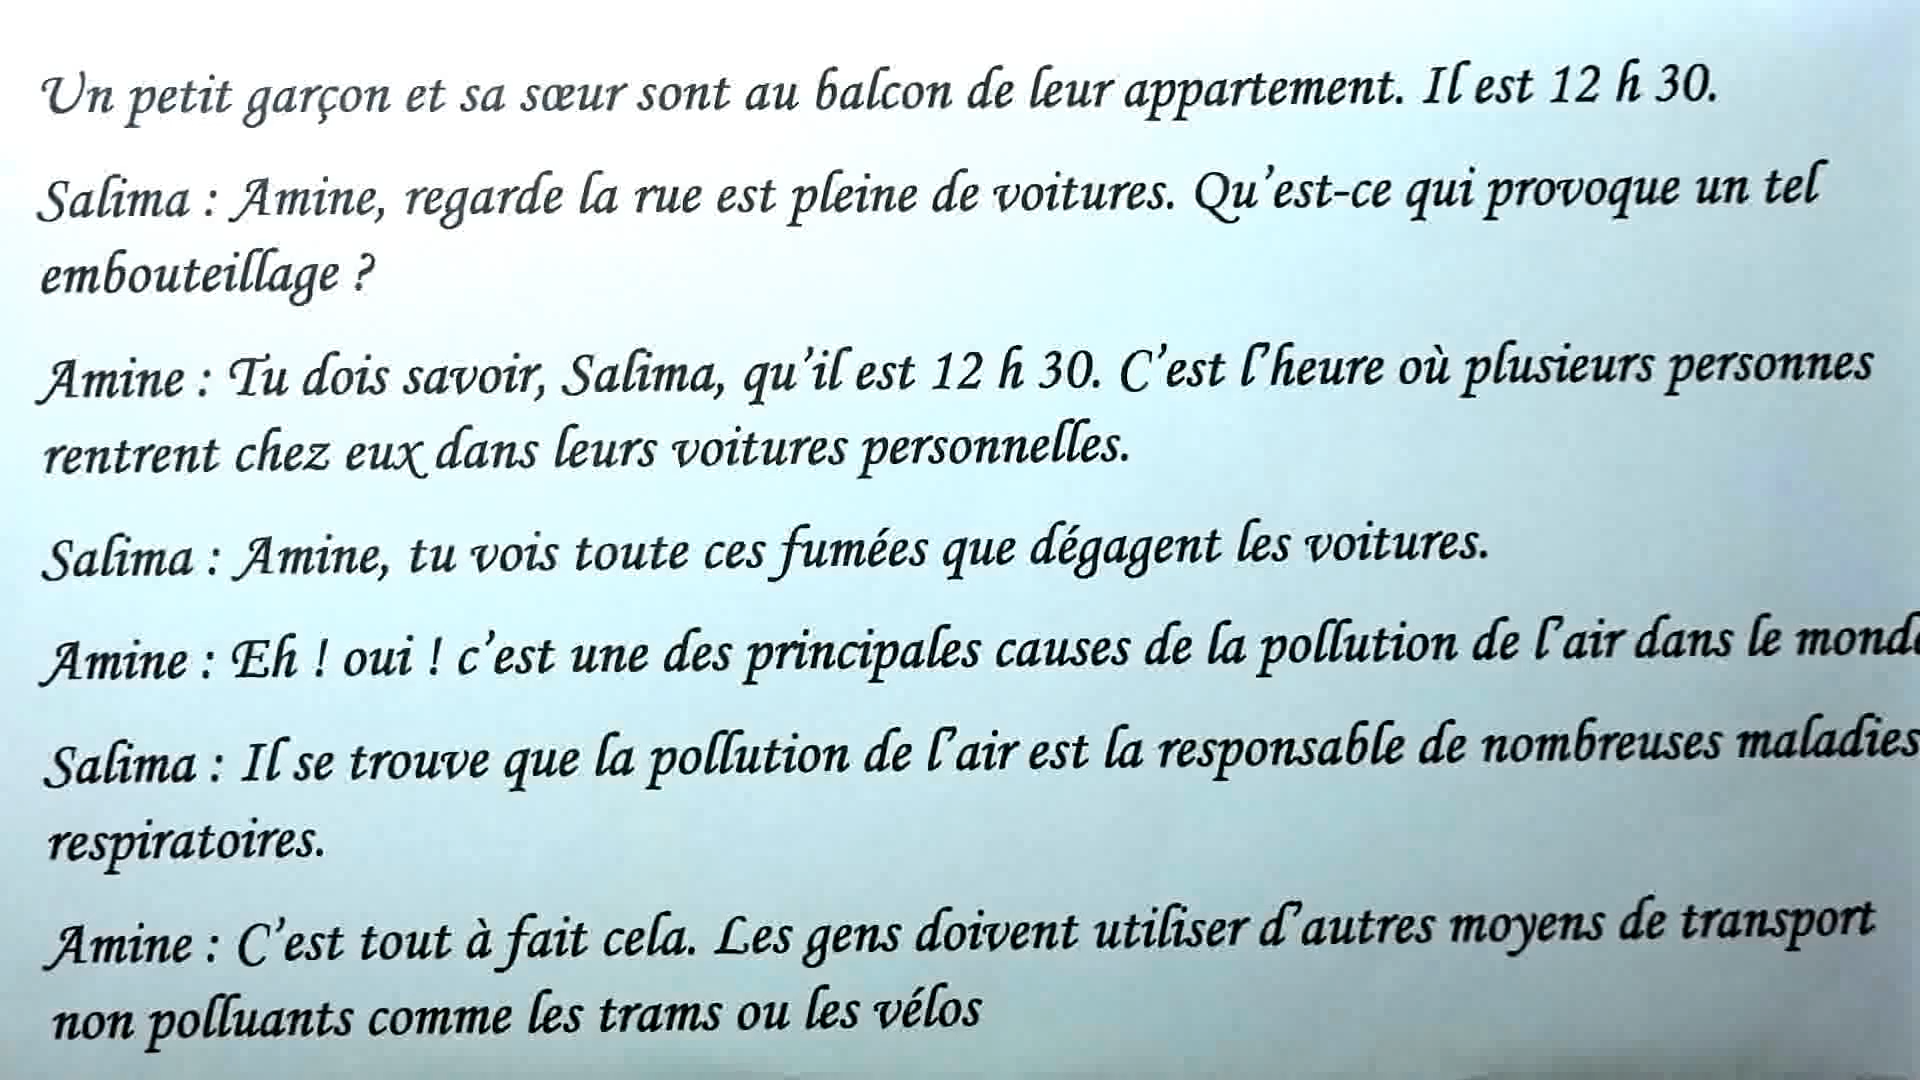 Un petit garçon et sa sœur sont au balcon de leur appartement. Il est 12 h 30.
Salima : Amine, regarde la rue est pleine de voitures. Qu'est-ce qui provoque un tel
embouteillage ?
Amine : Tu dois savoir, Salima, qu'il est 12 h 30. C'est l'heure où plusieurs personnes
rentrent chez eux dans leurs voitures personnelles.
Salima : Amine, tu vois toute ces fumées que dégagent les voitures.
Amine : Eh ! oui ! c'est une des principales causes de la pollution de l'air dans le monde
Salima : Il se trouve que la pollution de l'air est la responsable de nombreuses maladies
respiratoires.
Amine : C'est tout à fait cela. Les gens doivent utiliser d'autres moyens de transport
non polluants comme les trams ou les vélos